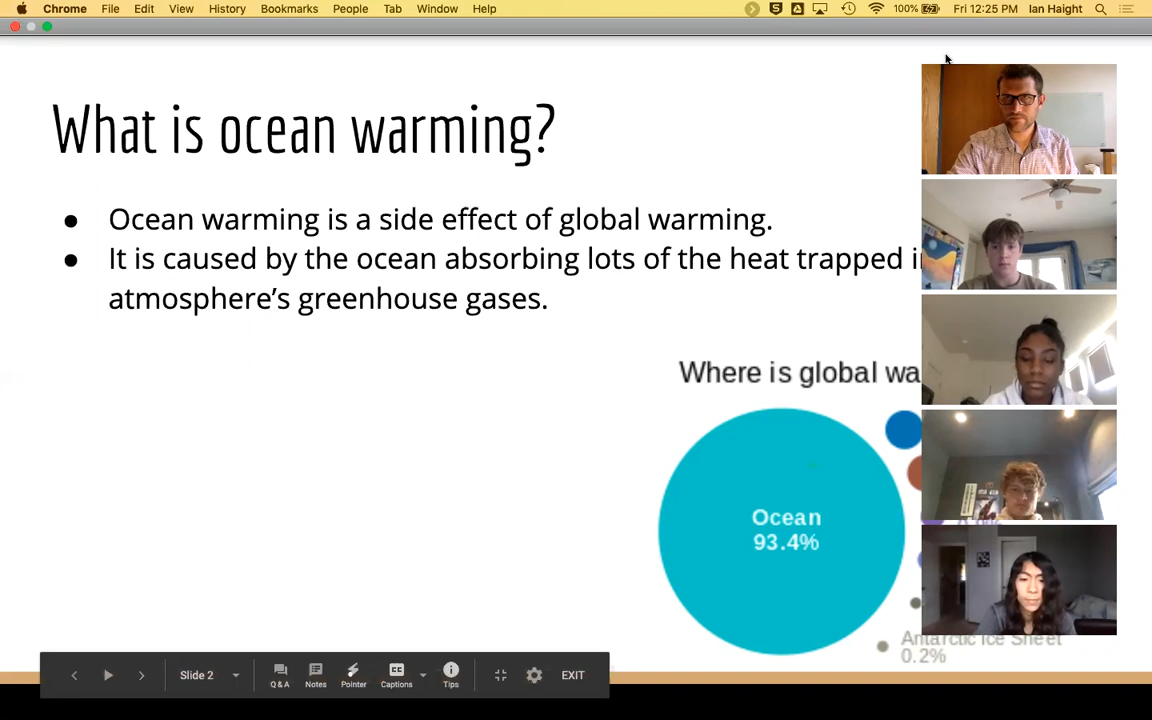 Chrome File Edit View History Bookmarks People Tab Window Help 100% Fri 12:25 PM Ian Haight
What is ocean warming?
● Ocean warming is a side effect of global warming.
● It is caused by the ocean absorbing lots of the heat trapped
atmosphere's greenhouse gases.
Where is global
Ocean
93.4%
Antarctic Ice Sheet
0.2%
Slide 2
Q & A Notes Pointer Captions Tips
CC
EXIT